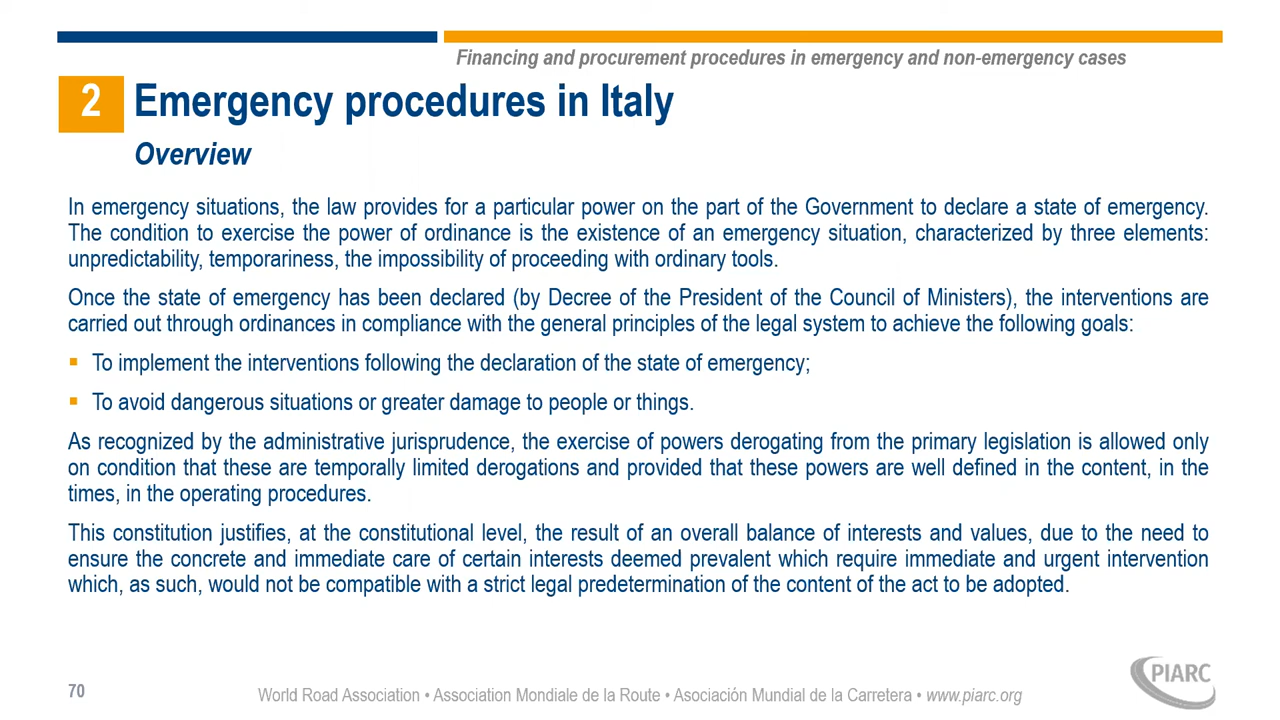 Financing and procurement procedures in emergency and non-emergency cases
2 Emergency procedures in Italy
Overview
In emergency situations, the law provides for a particular power on the part of the Government to declare a state of emergency.
The condition to exercise the power of ordinance is the existence of an emergency situation, characterized by three elements:
unpredictability, temporariness, the impossibility of proceeding with ordinary tools.
Once the state of emergency has been declared (by Decree of the President of the Council of Ministers), the interventions are
carried out through ordinances in compliance with the general principles of the legal system to achieve the following goals:
▪ To implement the interventions following the declaration of the state of emergency;
▪ To avoid dangerous situations or greater damage to people or things.
As recognized by the administrative jurisprudence, the exercise of powers derogating from the primary legislation is allowed only
on condition that these are temporally limited derogations and provided that these powers are well defined in the content, in the
times, in the operating procedures.
This constitution justifies, at the constitutional level, the result of an overall balance of interests and values, due to the need to
ensure the concrete and immediate care of certain interests deemed prevalent which require immediate and urgent intervention
which, as such, would not be compatible with a strict legal predetermination of the content of the act to be adopted.
70
World Road Association • Association Mondiale de la Route • Asociación Mundial de la Carretera • www.piarc.org
PIARC